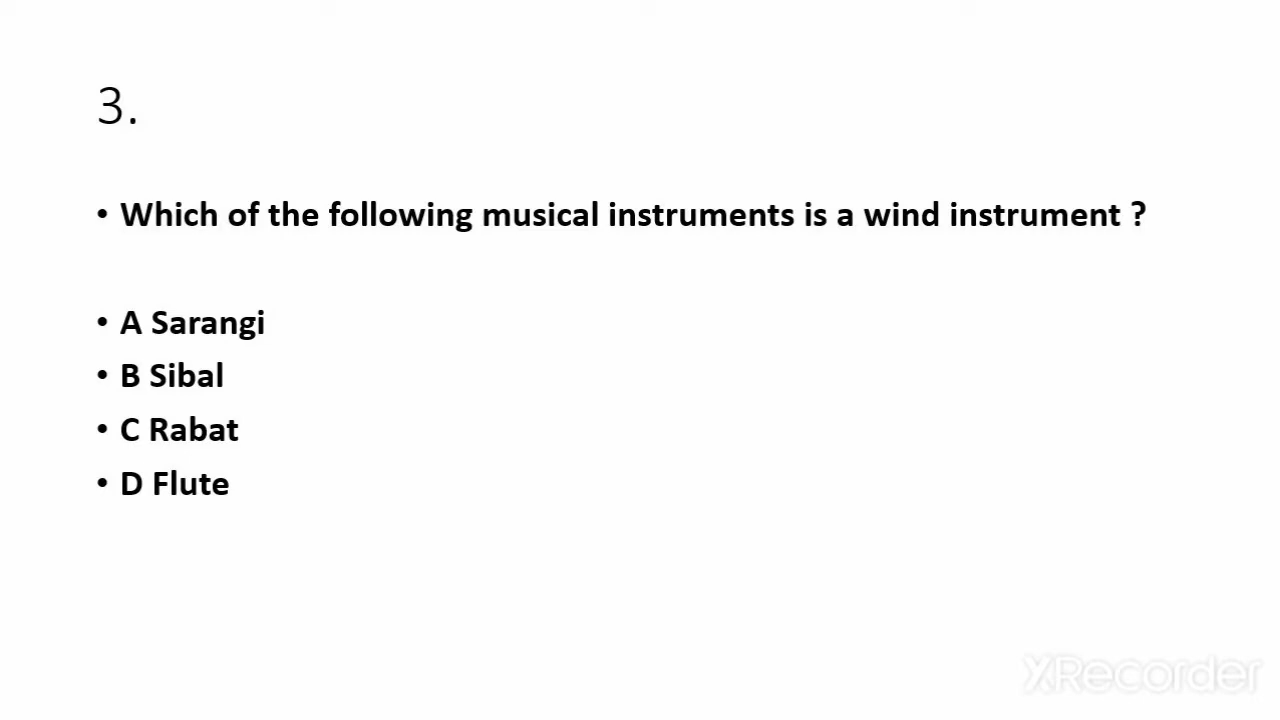 3.
• Which of the following musical instruments is a wind instrument ?
• A Sarangi
• B Sibal
• C Rabat
• D Flute
XRecorder